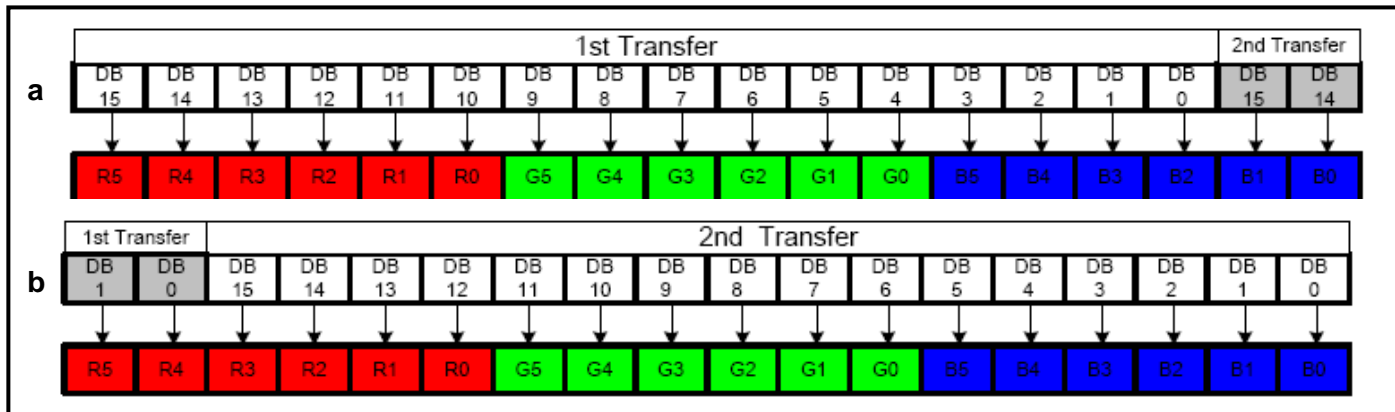 1st Transfer 2nd Transfer
a
DB DB DB DB DB DB DB DB DB DB DB DB DB DB DB DB DB DB
15 14 13 12 11 10 9 8 7 6 5 4 3 2 1 0 15 14
R5 R4 R3 R2 R1 R0 G5 G4 G3 G2 G1 G0 B5 B4 B3 B2 B1 B0
1st Transfer 2nd Transfer
b
DB DB DB DB DB DB DB DB DB DB DB DB DB DB DB DB DB DB
1 0 15 14 13 12 11 10 9 8 7 6 5 4 3 2 1 0
R5 R4 R3 R2 R1 R0 G5 G4 G3 G2 G1 G0 B5 B4 B3 B2 B1 B0